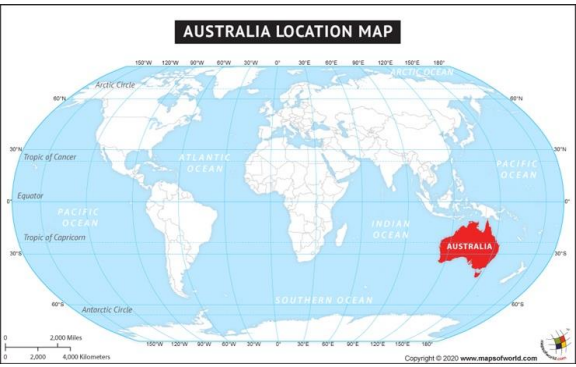 AUSTRALIA LOCATION MAP
150°W 120°W 90°W 60°W 30°W 0° 30°E 60°E 90°E 120°E 150°E 180°
ARCTIC OCEAN
Arctic Circle
60°N 60°N
30°N 30°N
Tropic of Cancer
ATLANTIC
OCEAN
PACIFIC
OCEAN
Equator
0° 0°
PACIFIC
OCEAN
INDIAN
OCEAN
Tropic of Capricorn
AUSTRALIA
30°S 30°S
SOUTHERN OCEAN
60°S 60°S
Antarctic Circle
150°W 120°W 90°W 60°W 30°W 0° 30°E 60°E 90°E 120°E 150°E 180°
0 2,000 Miles
0 2,000 4,000 Kilometers
Copyright © 2020 www.mapsofworld.com